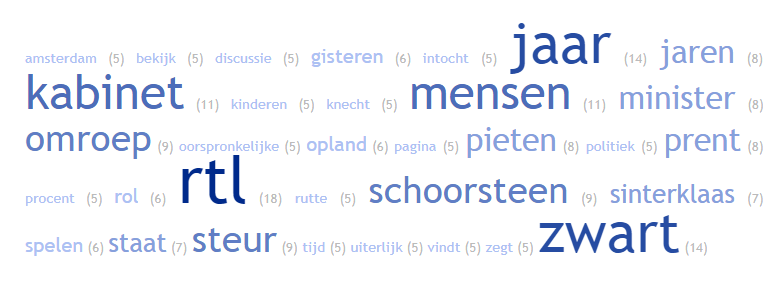 amsterdam (5) bekijk (5) discussie (5) gisteren (6) intocht (5) jaar (14) jaren (8)
kabinet (11) kinderen (5) knecht (5) mensen (11) minister (8)
omroep (9) oorspronkelijke (5) opland (6) pagina (5) pieten (8) politiek (5) prent (8)
procent (5) rol (6) rtl (18) rutte (5) schoorsteen (9) sinterklaas (7)
spelen (6) staat (7) steur (9) tijd (5) uiterlijk (5) vindt (5) zegt (5) zwart (14)